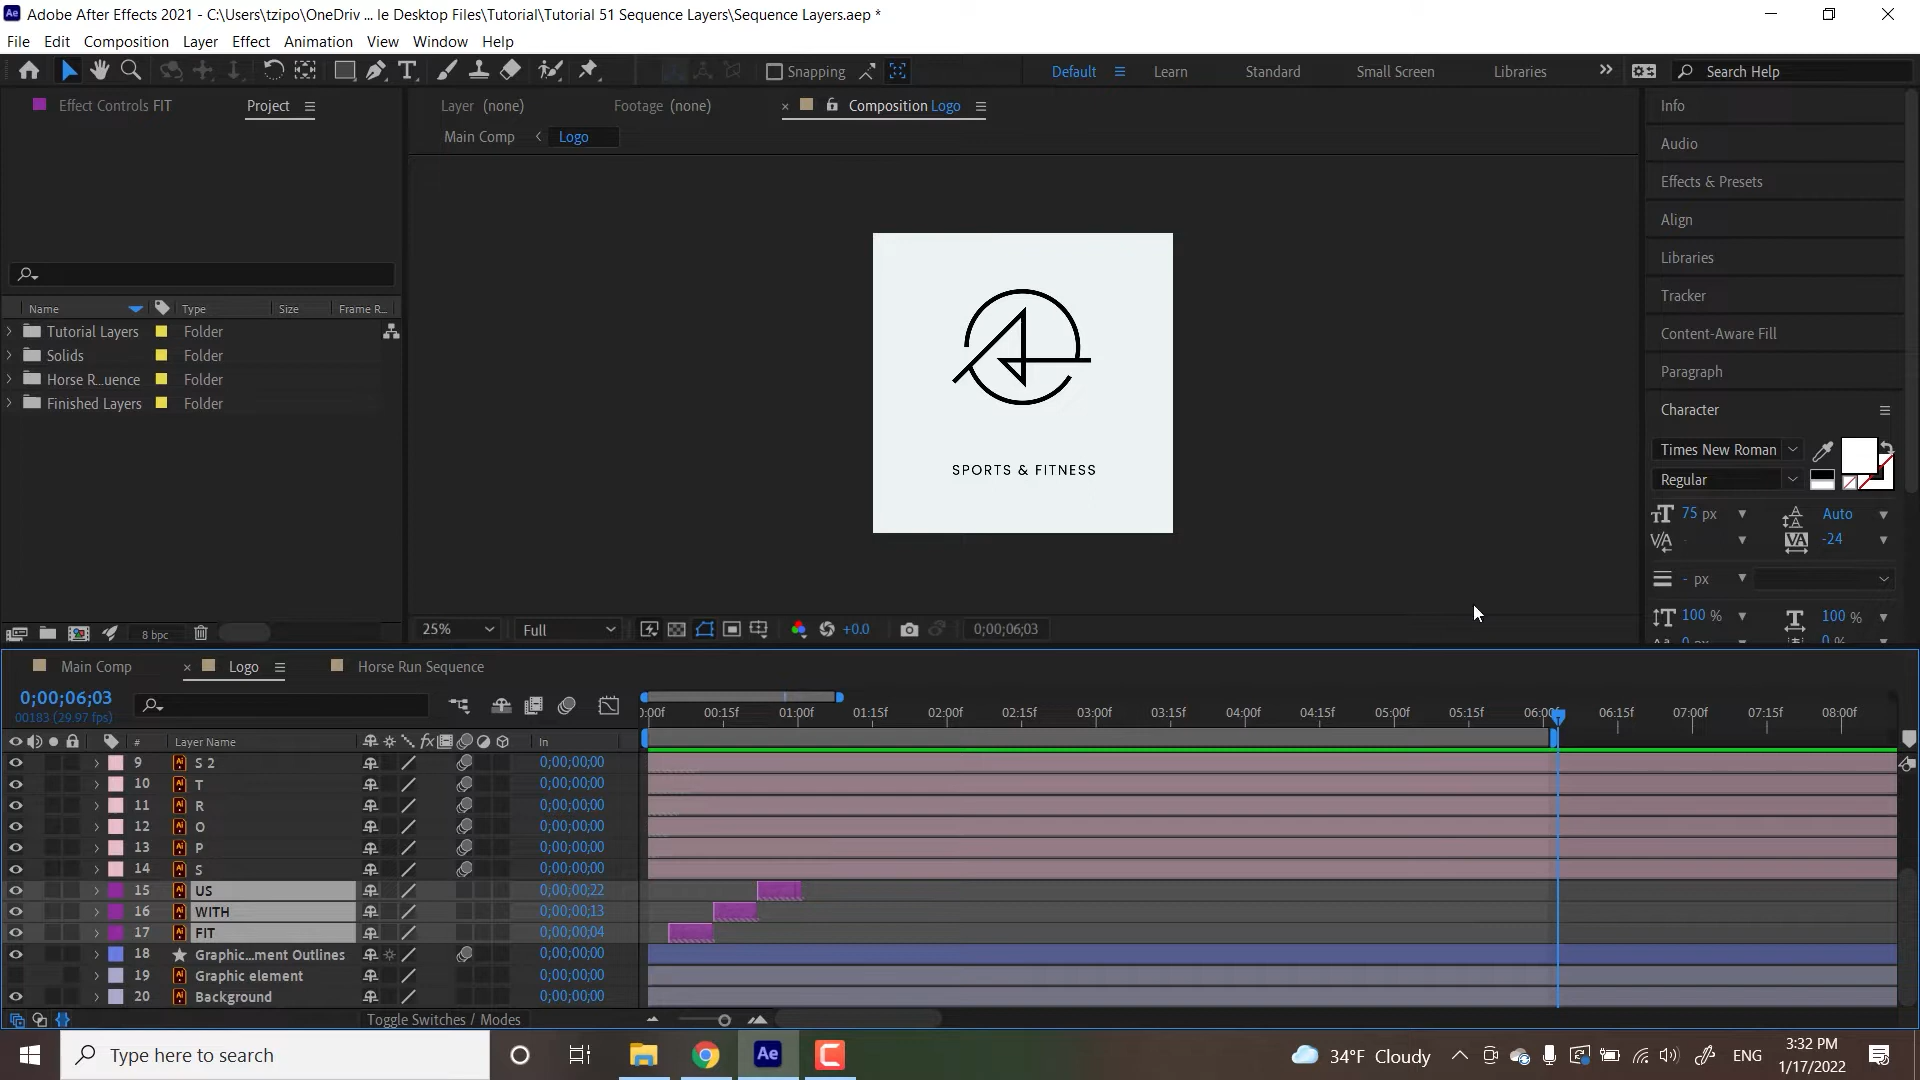 Adobe After Effects 2021 - C:\Users\tzipo\OneDriv ... le Desktop Files\Tutorial\Tutorial 51 Sequence Layers\Sequence Layers.aep *
File Edit Composition Layer Effect Animation View Window Help
Snapping Default Learn Standard Small Screen Libraries Search Help
Effect Controls FIT Project
Layer (none) Footage (none) Composition Logo
Main Comp Logo
Name Type Size Frame R...
Tutorial Layers Folder
Solids Folder
Horse R...uence Folder
Finished Layers Folder
8 bpc
SPORTS & FITNESS
25% Full +0.0 0;00;06;03
Info
Audio
Effects & Presets
Align
Libraries
Tracker
Content-Aware Fill
Paragraph
Character
Times New Roman
Regular
75 px Auto
-24
- px
100 % 100 %
0 px 0 %
Main Comp Logo Horse Run Sequence
0;00;06;03
00183 (29.97 fps)
):00f 00:15f 01:00f 01:15f 02:00f 02:15f 03:00f 03:15f 04:00f 04:15f 05:00f 05:15f 06:00f 06:15f 07:00f 07:15f 08:00f
# Layer Name In
9 S 2 0;00;00;00
10 T 0;00;00;00
11 R 0;00;00;00
12 O 0;00;00;00
13 P 0;00;00;00
14 S 0;00;00;00
15 US 0;00;00;22
16 WITH 0;00;00;13
17 FIT 0;00;00;04
18 Graphic...ment Outlines 0;00;00;00
19 Graphic element 0;00;00;00
20 Background 0;00;00;00
Toggle Switches / Modes
Type here to search
Ae
34°F Cloudy
ENG
3:32 PM
1/17/2022